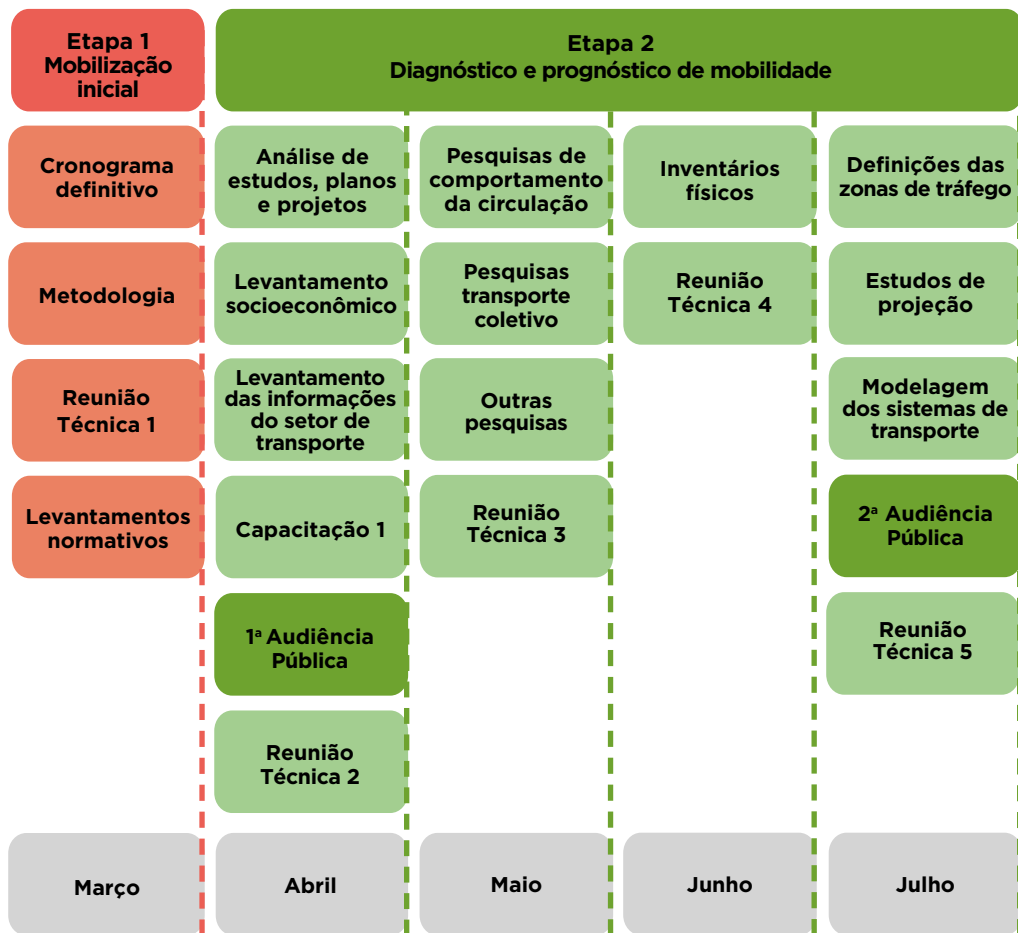 Etapa 1
Mobilização
inicial
Etapa 2
Diagnóstico e prognóstico de mobilidade
Cronograma
definitivo
Metodologia
Reunião
Técnica 1
Levantamentos
normativos
Março
Análise de
estudos, planos
e projetos
Levantamento
socioeconômico
Levantamento
das informações
do setor de
transporte
Capacitação 1
1ª Audiência
Pública
Reunião
Técnica 2
Abril
Pesquisas de
comportamento
da circulação
Pesquisas
transporte
coletivo
Outras
pesquisas
Reunião
Técnica 3
Maio
Inventários
físicos
Reunião
Técnica 4
Junho
Definições das
zonas de tráfego
Estudos de
projeção
Modelagem
dos sistemas de
transporte
2ª Audiência
Pública
Reunião
Técnica 5
Julho